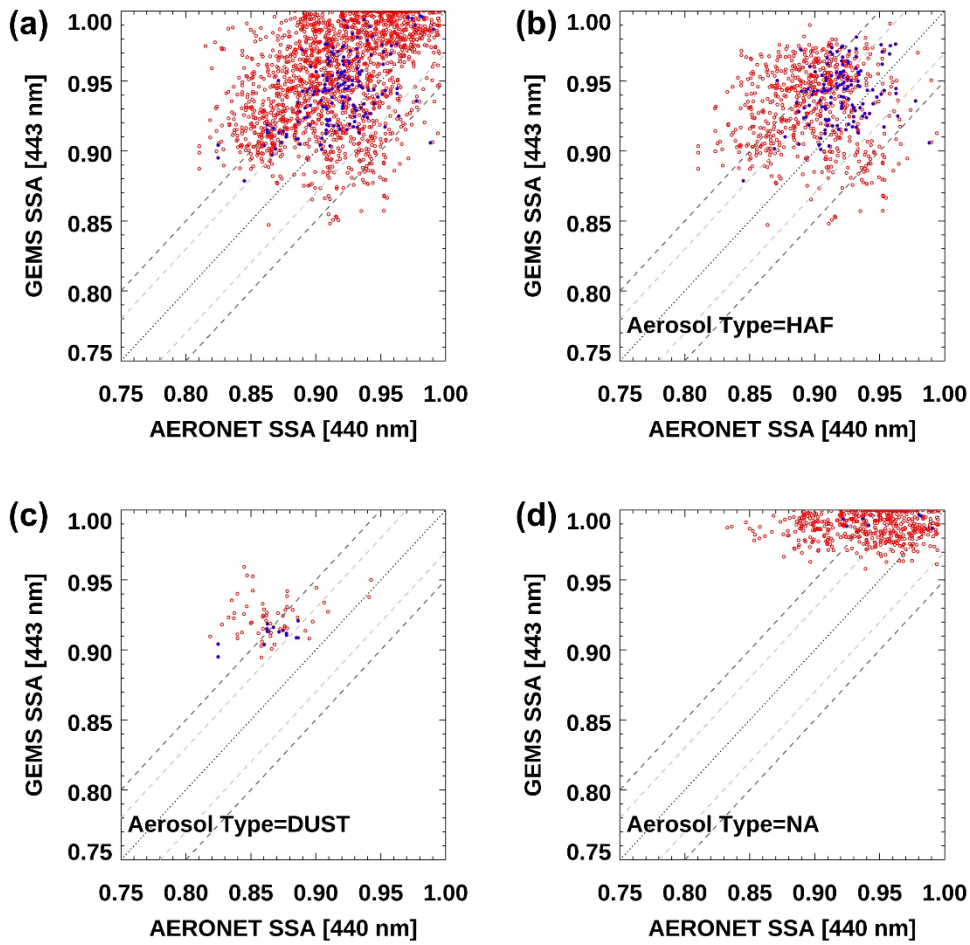 (a)
1.00
0.95
0.90
0.85
0.80
0.75
GEMS SSA [443 nm]
0.75 0.80 0.85 0.90 0.95 1.00
AERONET SSA [440 nm]
(b)
1.00
0.95
0.90
0.85
0.80
0.75
GEMS SSA [443 nm]
Aerosol Type=HAF
0.75 0.80 0.85 0.90 0.95 1.00
AERONET SSA [440 nm]
(c)
1.00
0.95
0.90
0.85
0.80
0.75
GEMS SSA [443 nm]
Aerosol Type=DUST
0.75 0.80 0.85 0.90 0.95 1.00
AERONET SSA [440 nm]
(d)
1.00
0.95
0.90
0.85
0.80
0.75
GEMS SSA [443 nm]
Aerosol Type=NA
0.75 0.80 0.85 0.90 0.95 1.00
AERONET SSA [440 nm]